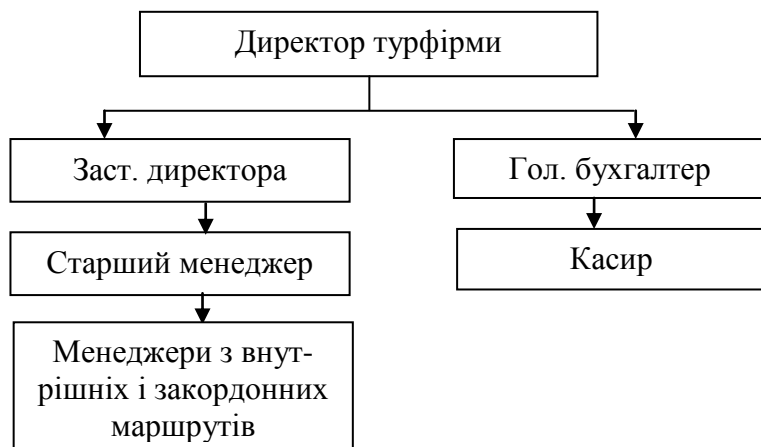 Директор турфірми
Заст. директора
Гол. бухгалтер
Старший менеджер
Касир
Менеджери з внут-
рішніх і закордонних
маршрутів